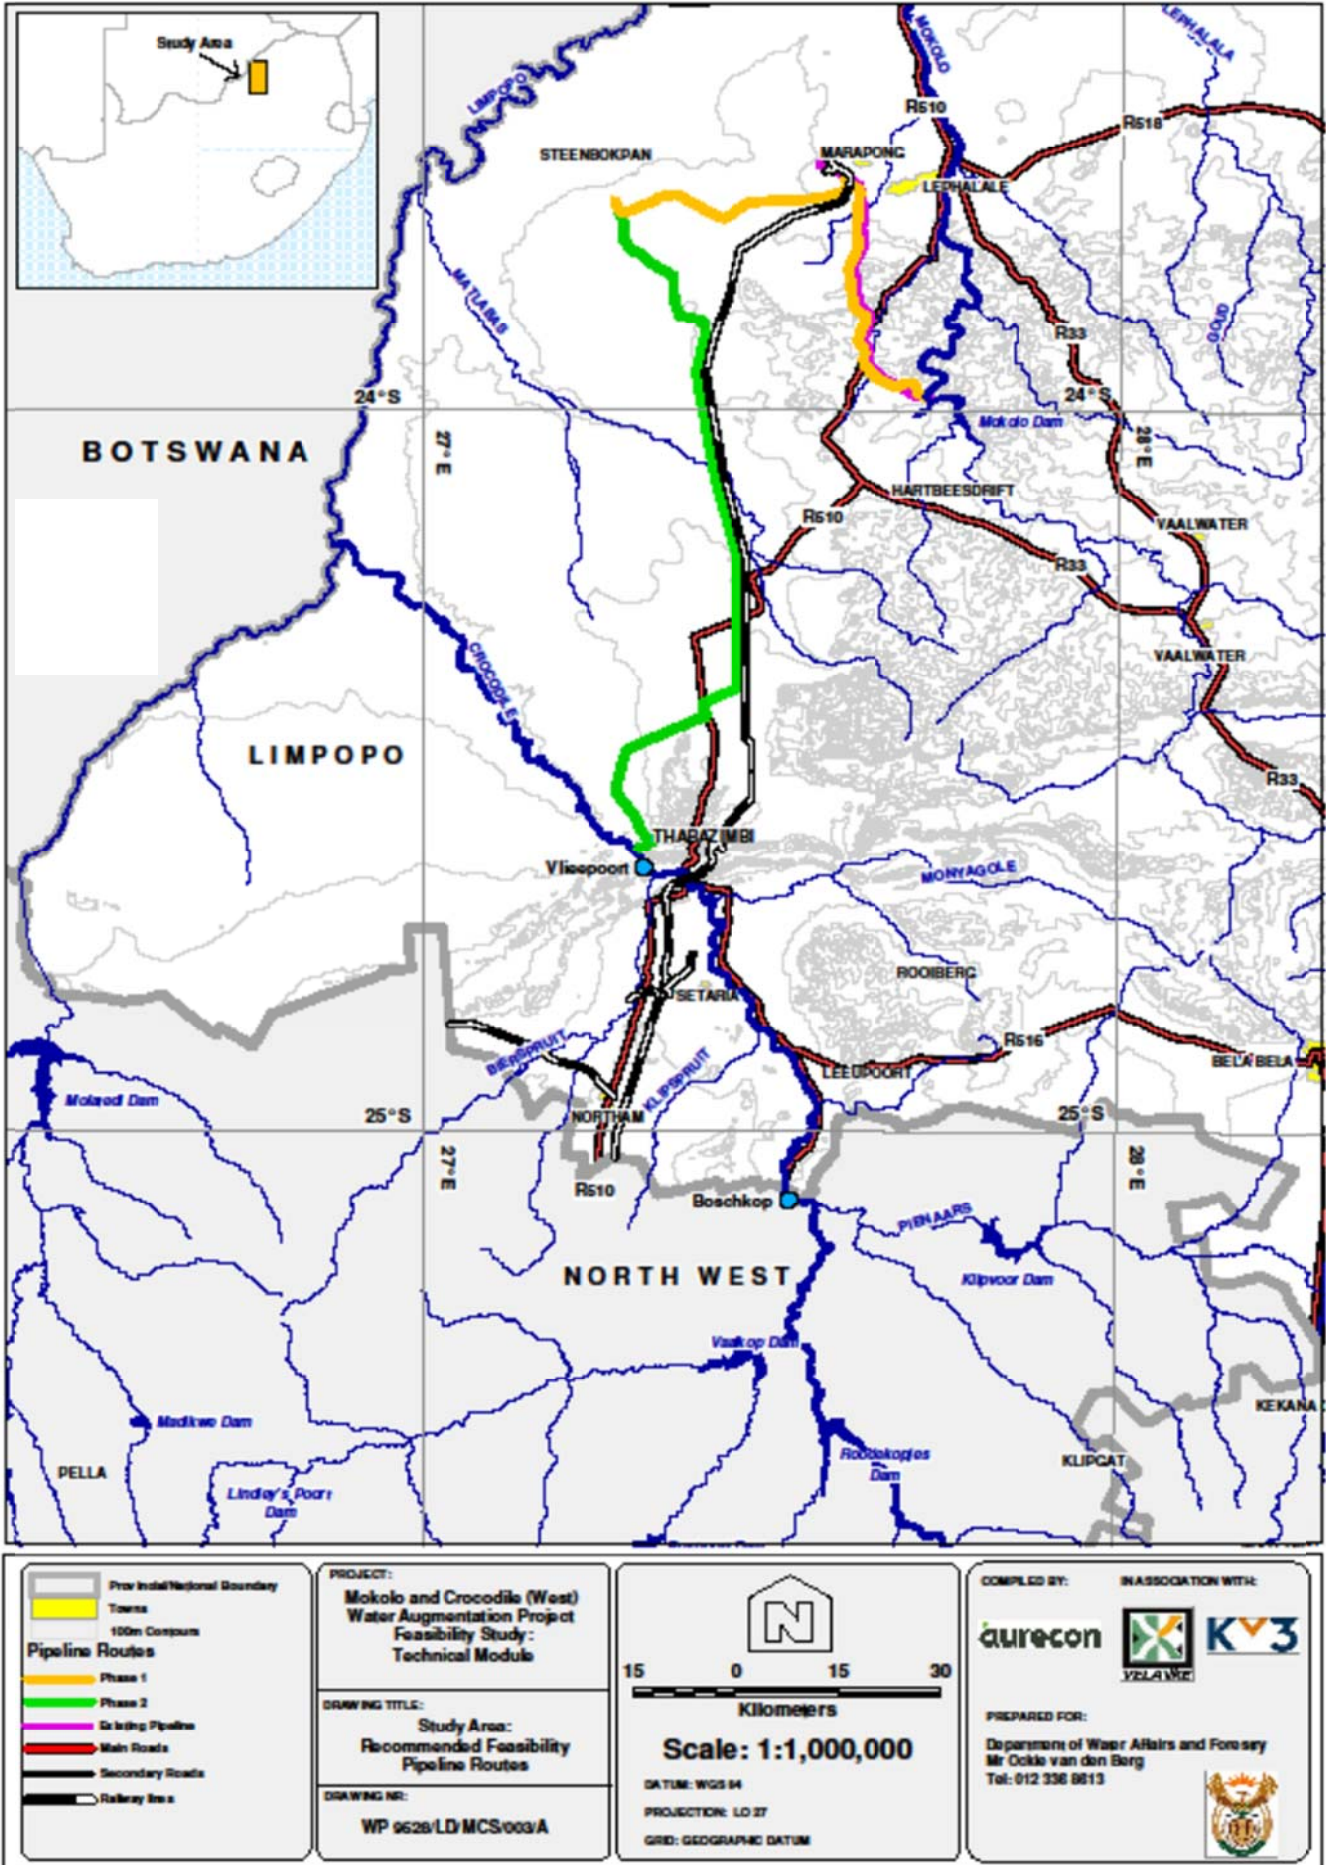 Study Area
LIMPOPO
MOKOLO
LEPHALALA
R510
R518
STEENBOKPAN
MARAPONG
LEPHALALE
MATLABAS
GOUD
R33
24°S
24°S
Mokolo Dam
BOTSWANA
27°E
28°E
HARTBEESDRIFT
R510
VAALWATER
R33
CROCODILE
VAALWATER
LIMPOPO
R33
THABAZIMBI
Vlieepoort
MONYAGOLE
ROOIBERG
SETARIA
BIERSPRUIT
KLIPSPRUIT
R516
LEEUPOORT
BELA BELA
Molatedi Dam
25°S
NORTHAM
25°S
27°E
28°E
R510
Boschkop
PIENAARS
NORTH WEST
Klipvoor Dam
Vaalkop Dam
KEKANA
Madikwe Dam
Roodekopjes
Dam
KLIPGAT
PELLA
Lindley's Poort
Dam
Provincial/National Boundary
Towns
100m Contours
Pipeline Routes
Phase 1
Phase 2
Existing Pipeline
Main Roads
Secondary Roads
Railway lines
PROJECT:
Mokolo and Crocodile (West)
Water Augmentation Project
Feasibility Study:
Technical Module
DRAWING TITLE:
Study Area:
Recommended Feasibility
Pipeline Routes
DRAWING NR:
WP 9528/LD/MCS/003/A
N
15 0 15 30
Kilometers
Scale: 1:1,000,000
DATUM: WGS 84
PROJECTION: LO 27
GRID: GEOGRAPHIC DATUM
COMPILED BY: IN ASSOCIATION WITH:
aurecon
VELA VKE
KV3
PREPARED FOR:
Department of Water Affairs and Forestry
Mr Ockie van den Berg
Tel: 012 336 8613